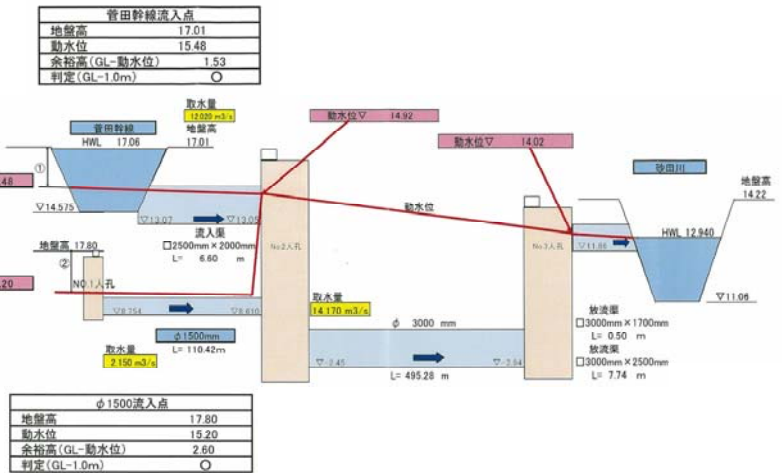 菅田幹線流入点
地盤高 17.01
動水位 15.48
余裕高(GL-動水位) 1.53
判定(GL-1.0m) ○
取水量
12.020 m3/s
地盤高
17.01
菅田幹線
HWL 17.06
①
.48
▽14.575
▽13.07
▽13.05
流入渠
□2500mm×2000mm
L= 6.60 m
動水位▽ 14.92
動水位▽ 14.02
動水位
砂田川
地盤高
14.22
HWL 12.940
▽11.06
▽11.88
No.2人孔
No.3人孔
地盤高 17.80
②
.20
NO.1人孔
▽8.754
▽8.610
φ1500mm
L= 110.42m
取水量
2.150 m3/s
取水量
14.170 m3/s
φ 3000 mm
L= 495.28 m
放流渠
□3000mm×1700mm
L= 0.50 m
放流渠
□3000mm×2500mm
L= 7.74 m
φ1500流入点
地盤高 17.80
動水位 15.20
余裕高(GL-動水位) 2.60
判定(GL-1.0m) ○